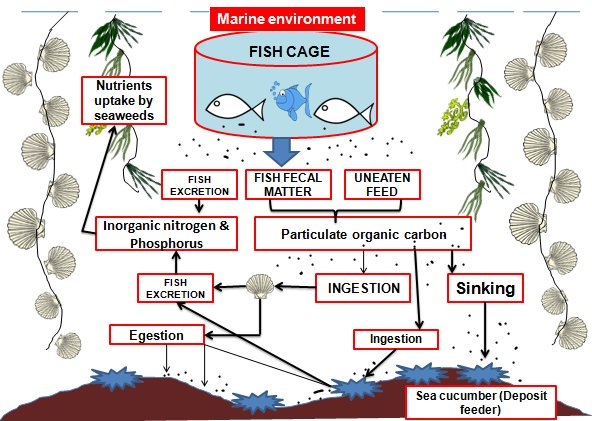 Marine environment
FISH CAGE
Nutrients
uptake by
seaweeds
FISH
EXCRETION
FISH FECAL
MATTER
UNEATEN
FEED
Inorganic nitrogen &
Phosphorus
Particulate organic carbon
FISH
EXCRETION
INGESTION
Sinking
Egestion
Ingestion
Sea cucumber (Deposit
feeder)